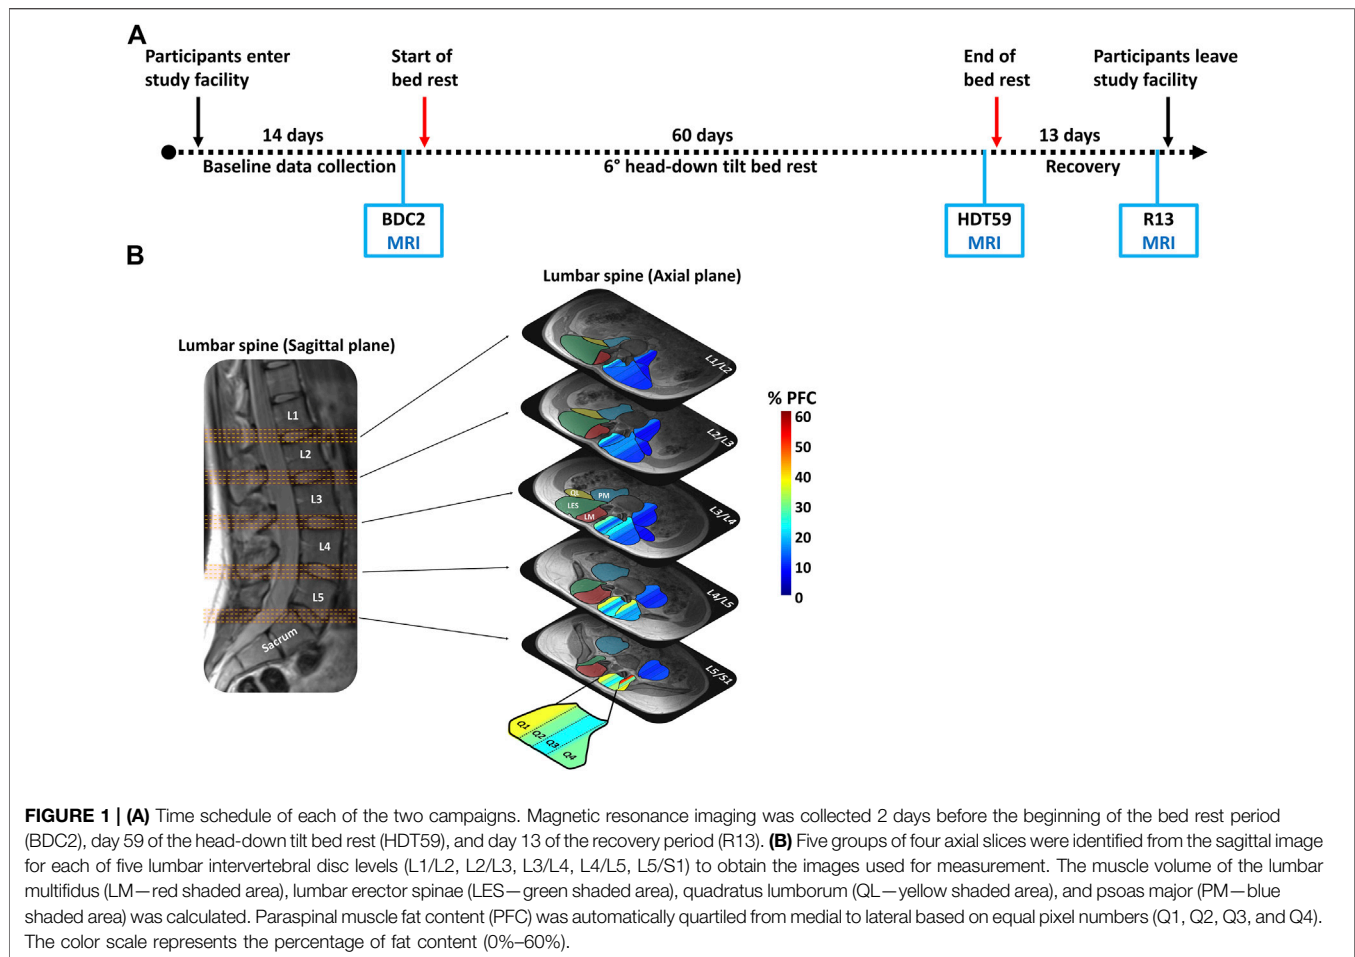 A
Participants enter
study facility
Start of
bed rest
End of
bed rest
Participants leave
study facility
14 days
60 days
13 days
Baseline data collection
6° head-down tilt bed rest
Recovery
BDC2
MRI
HDT59
MRI
R13
MRI
B
Lumbar spine (Sagittal plane)
Lumbar spine (Axial plane)
L1
L2
L3
L4
L5
Sacrum
L1/L2
L2/L3
QL
PM
LES
LM
L3/L4
L4/L5
L5/S1
Q1
Q2
Q3
Q4
% PFC
60
50
40
30
20
10
0
FIGURE 1 | (A) Time schedule of each of the two campaigns. Magnetic resonance imaging was collected 2 days before the beginning of the bed rest period
(BDC2), day 59 of the head-down tilt bed rest (HDT59), and day 13 of the recovery period (R13). (B) Five groups of four axial slices were identified from the sagittal image
for each of five lumbar intervertebral disc levels (L1/L2, L2/L3, L3/L4, L4/L5, L5/S1) to obtain the images used for measurement. The muscle volume of the lumbar
multifidus (LM—red shaded area), lumbar erector spinae (LES—green shaded area), quadratus lumborum (QL—yellow shaded area), and psoas major (PM—blue
shaded area) was calculated. Paraspinal muscle fat content (PFC) was automatically quartiled from medial to lateral based on equal pixel numbers (Q1, Q2, Q3, and Q4).
The color scale represents the percentage of fat content (0%–60%).